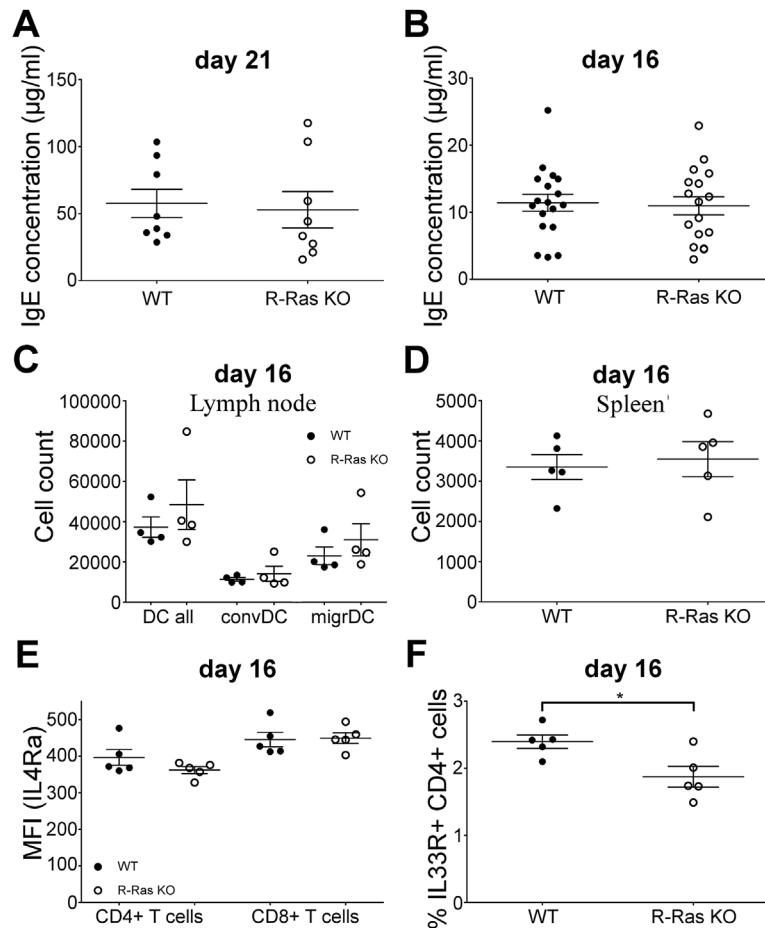 A
day 21
IgE concentration (µg/ml)
150
100
50
0
WT
R-Ras KO
B
day 16
IgE concentration (µg/ml)
30
20
10
0
WT
R-Ras KO
C
day 16
Lymph node
Cell count
100000
80000
60000
40000
20000
0
WT
R-Ras KO
DC all
convDC
migrDC
D
day 16
Spleen
Cell count
5000
4000
3000
2000
1000
0
WT
R-Ras KO
E
day 16
MFI (IL4Ra)
500
400
300
200
100
0
WT
R-Ras KO
CD4+ T cells
CD8+ T cells
F
day 16
% IL33R+ CD4+ cells
3
2
1
0
*
WT
R-Ras KO